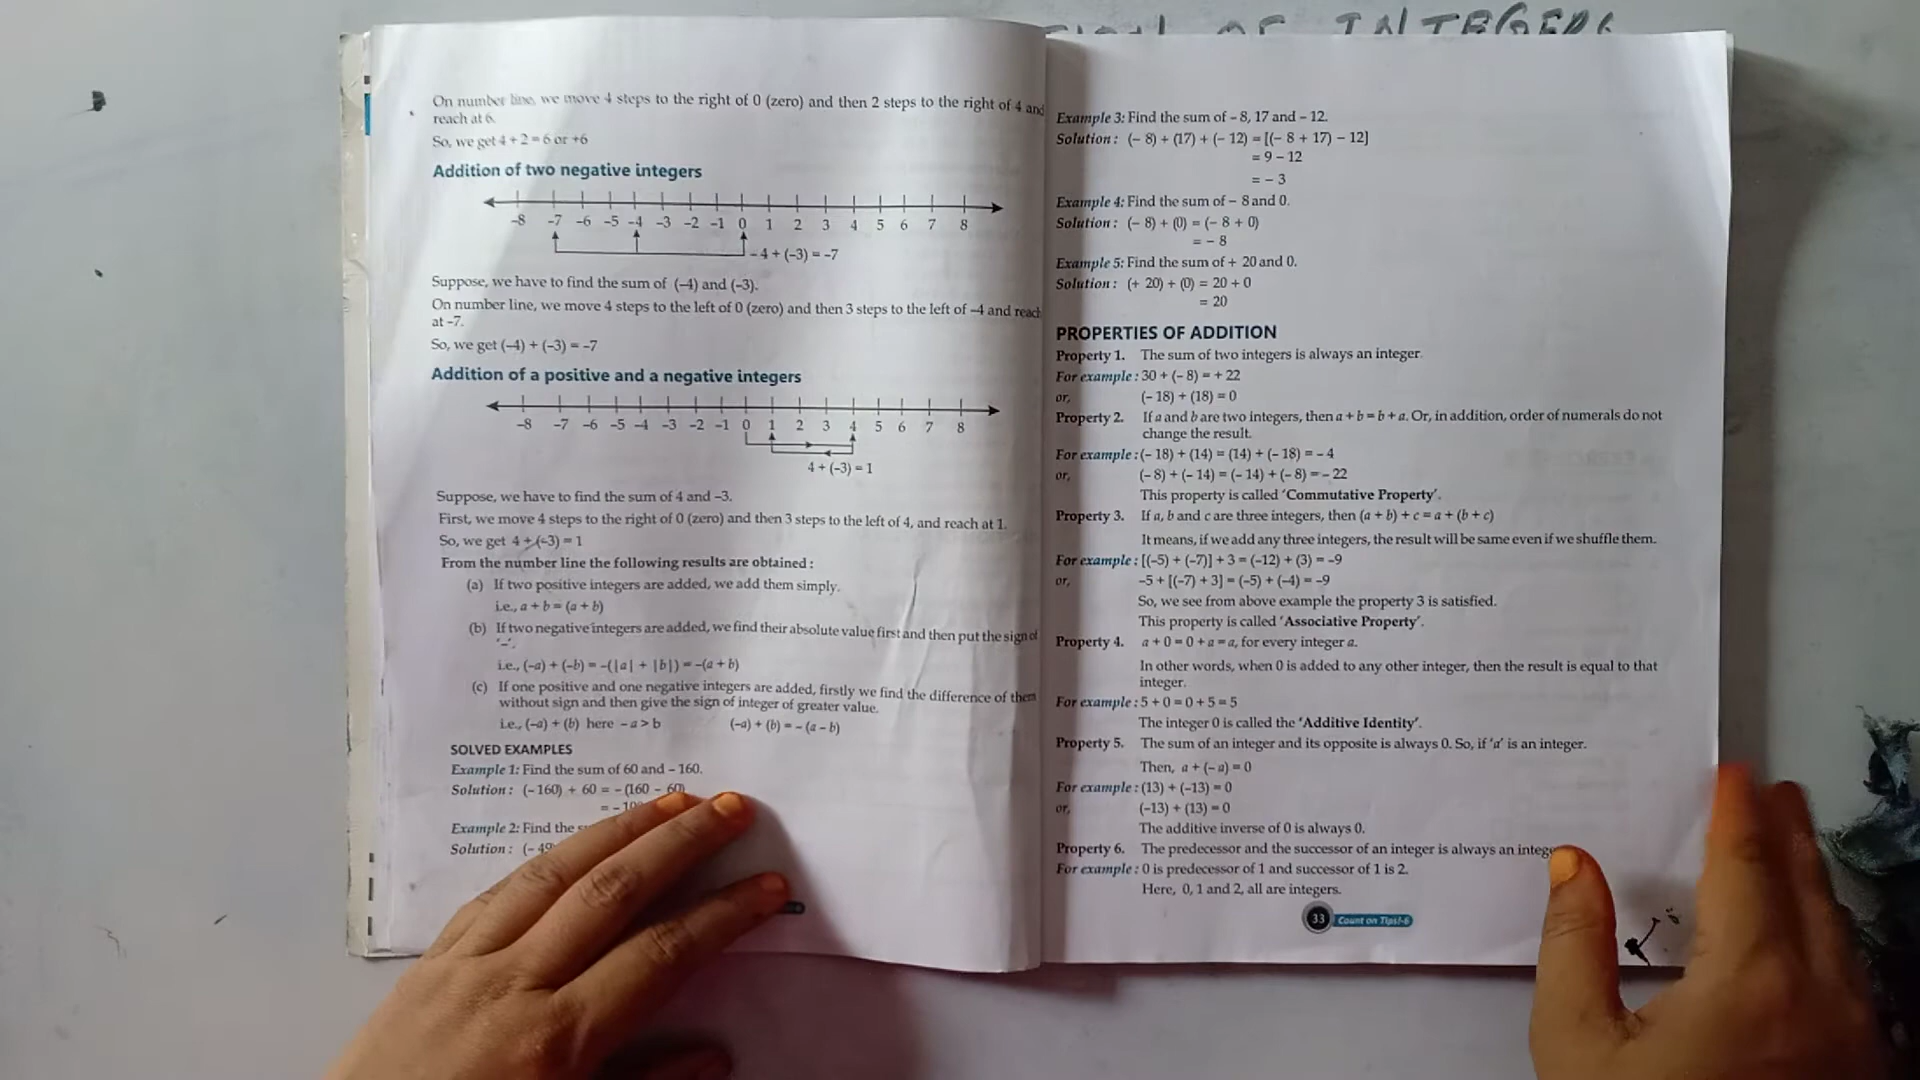 TION OF INTEGERS
On number line, we move 4 steps to the right of 0 (zero) and then 2 steps to the right of 4 and
reach at 6.
So, we get 4 + 2 = 6 or +6
Addition of two negative integers
–8 –7 –6 –5 –4 –3 –2 –1 0 1 2 3 4 5 6 7 8
– 4 + (–3) = –7
Suppose, we have to find the sum of (–4) and (–3).
On number line, we move 4 steps to the left of 0 (zero) and then 3 steps to the left of –4 and reach
at –7.
So, we get (–4) + (–3) = –7
Addition of a positive and a negative integers
–8 –7 –6 –5 –4 –3 –2 –1 0 1 2 3 4 5 6 7 8
4 + (–3) = 1
Suppose, we have to find the sum of 4 and –3.
First, we move 4 steps to the right of 0 (zero) and then 3 steps to the left of 4, and reach at 1.
So, we get 4 + (–3) = 1
From the number line the following results are obtained :
(a) If two positive integers are added, we add them simply.
i.e., a + b = (a + b)
(b) If two negative integers are added, we find their absolute value first and then put the sign of
‘–’.
i.e., (–a) + (–b) = –(|a| + |b|) = –(a + b)
(c) If one positive and one negative integers are added, firstly we find the difference of them
without sign and then give the sign of integer of greater value.
i.e., (–a) + (b) here – a > b (–a) + (b) = – (a – b)
SOLVED EXAMPLES
Example 1: Find the sum of 60 and – 160.
Solution : (– 160) + 60 = – (160 – 60)
= – 10
Example 2: Find the
Solution : (– 49
Example 3: Find the sum of – 8, 17 and – 12.
Solution : (– 8) + (17) + (– 12) = [(– 8 + 17) – 12]
= 9 – 12
= – 3
Example 4: Find the sum of – 8 and 0.
Solution : (– 8) + (0) = (– 8 + 0)
= – 8
Example 5: Find the sum of + 20 and 0.
Solution : (+ 20) + (0) = 20 + 0
= 20
PROPERTIES OF ADDITION
Property 1. The sum of two integers is always an integer.
For example : 30 + (– 8) = + 22
or, (– 18) + (18) = 0
Property 2. If a and b are two integers, then a + b = b + a. Or, in addition, order of numerals do not
change the result.
For example : (– 18) + (14) = (14) + (– 18) = – 4
or, (– 8) + (– 14) = (– 14) + (– 8) = – 22
This property is called ‘Commutative Property’.
Property 3. If a, b and c are three integers, then (a + b) + c = a + (b + c)
It means, if we add any three integers, the result will be same even if we shuffle them.
For example : [(–5) + (–7)] + 3 = (–12) + (3) = –9
or, –5 + [(–7) + 3] = (–5) + (–4) = –9
So, we see from above example the property 3 is satisfied.
This property is called ‘Associative Property’.
Property 4. a + 0 = 0 + a = a, for every integer a.
In other words, when 0 is added to any other integer, then the result is equal to that
integer.
For example : 5 + 0 = 0 + 5 = 5
The integer 0 is called the ‘Additive Identity’.
Property 5. The sum of an integer and its opposite is always 0. So, if ‘a’ is an integer.
Then, a + (– a) = 0
For example : (13) + (–13) = 0
or, (–13) + (13) = 0
The additive inverse of 0 is always 0.
Property 6. The predecessor and the successor of an integer is always an intege
For example : 0 is predecessor of 1 and successor of 1 is 2.
Here, 0, 1 and 2, all are integers.
33 Count on Tips!-6